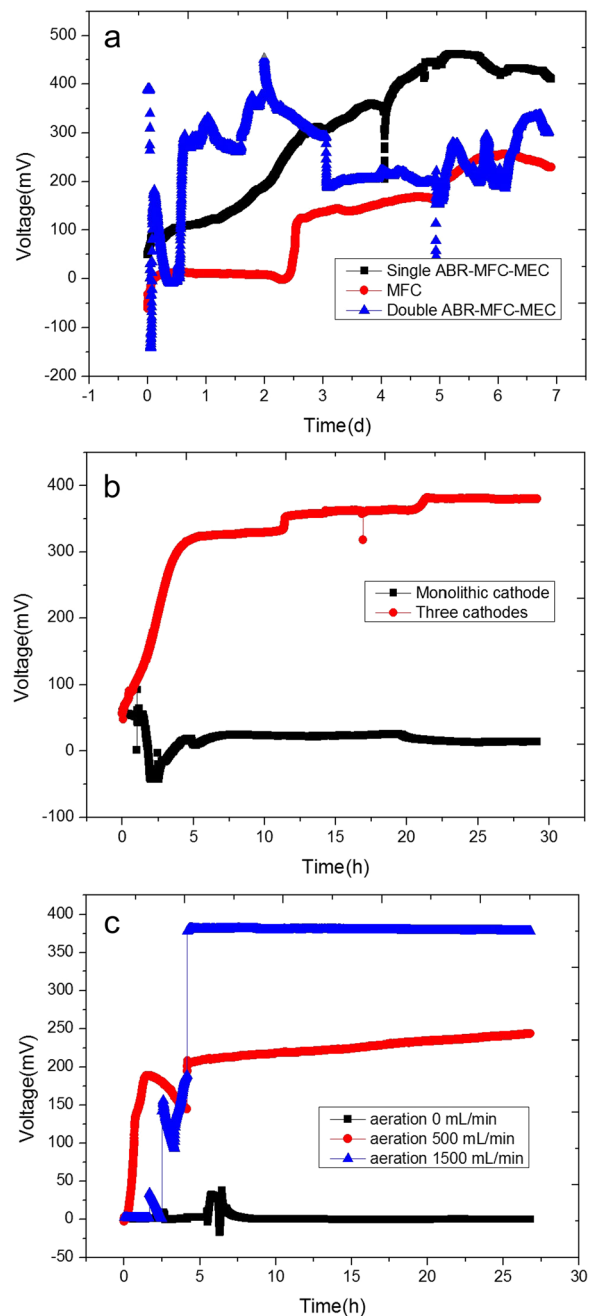 a
500
400
300
200
100
0
-100
-200
Voltage(mV)
Single ABR-MFC-MEC
MFC
Double ABR-MFC-MEC
-1 0 1 2 3 4 5 6 7
Time(d)
b
400
300
200
100
0
-100
Voltage(mV)
Monolithic cathode
Three cathodes
0 5 10 15 20 25 30
Time(h)
c
400
350
300
250
200
150
100
50
0
-50
Voltage(mV)
aeration 0 mL/min
aeration 500 mL/min
aeration 1500 mL/min
0 5 10 15 20 25 30
Time(h)